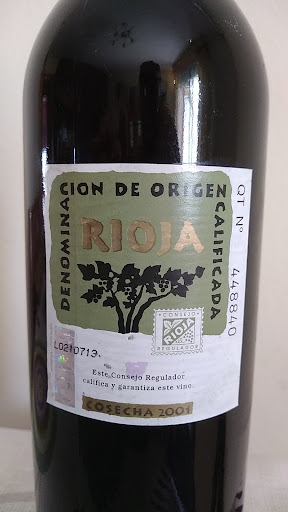 DENOMINACION DE ORIGEN CALIFICADA
RIOJA
QT Nº 448840
CONSEJO
RIOJA
REGULADOR
L0210713
Este Consejo Regulador
califica y garantiza este vino.
COSECHA 2001